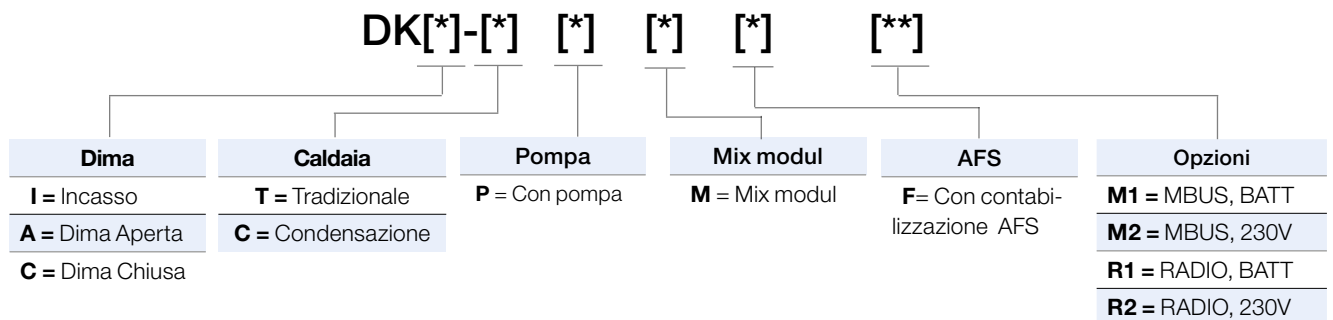 DK[*]-[*] [*] [*] [*] [**]
Dima
I = Incasso
A = Dima Aperta
C = Dima Chiusa
Caldaia
T = Tradizionale
C = Condensazione
Pompa
P = Con pompa
Mix modul
M = Mix modul
AFS
F= Con contabi-
lizzazione AFS
Opzioni
M1 = MBUS, BATT
M2 = MBUS, 230V
R1 = RADIO, BATT
R2 = RADIO, 230V